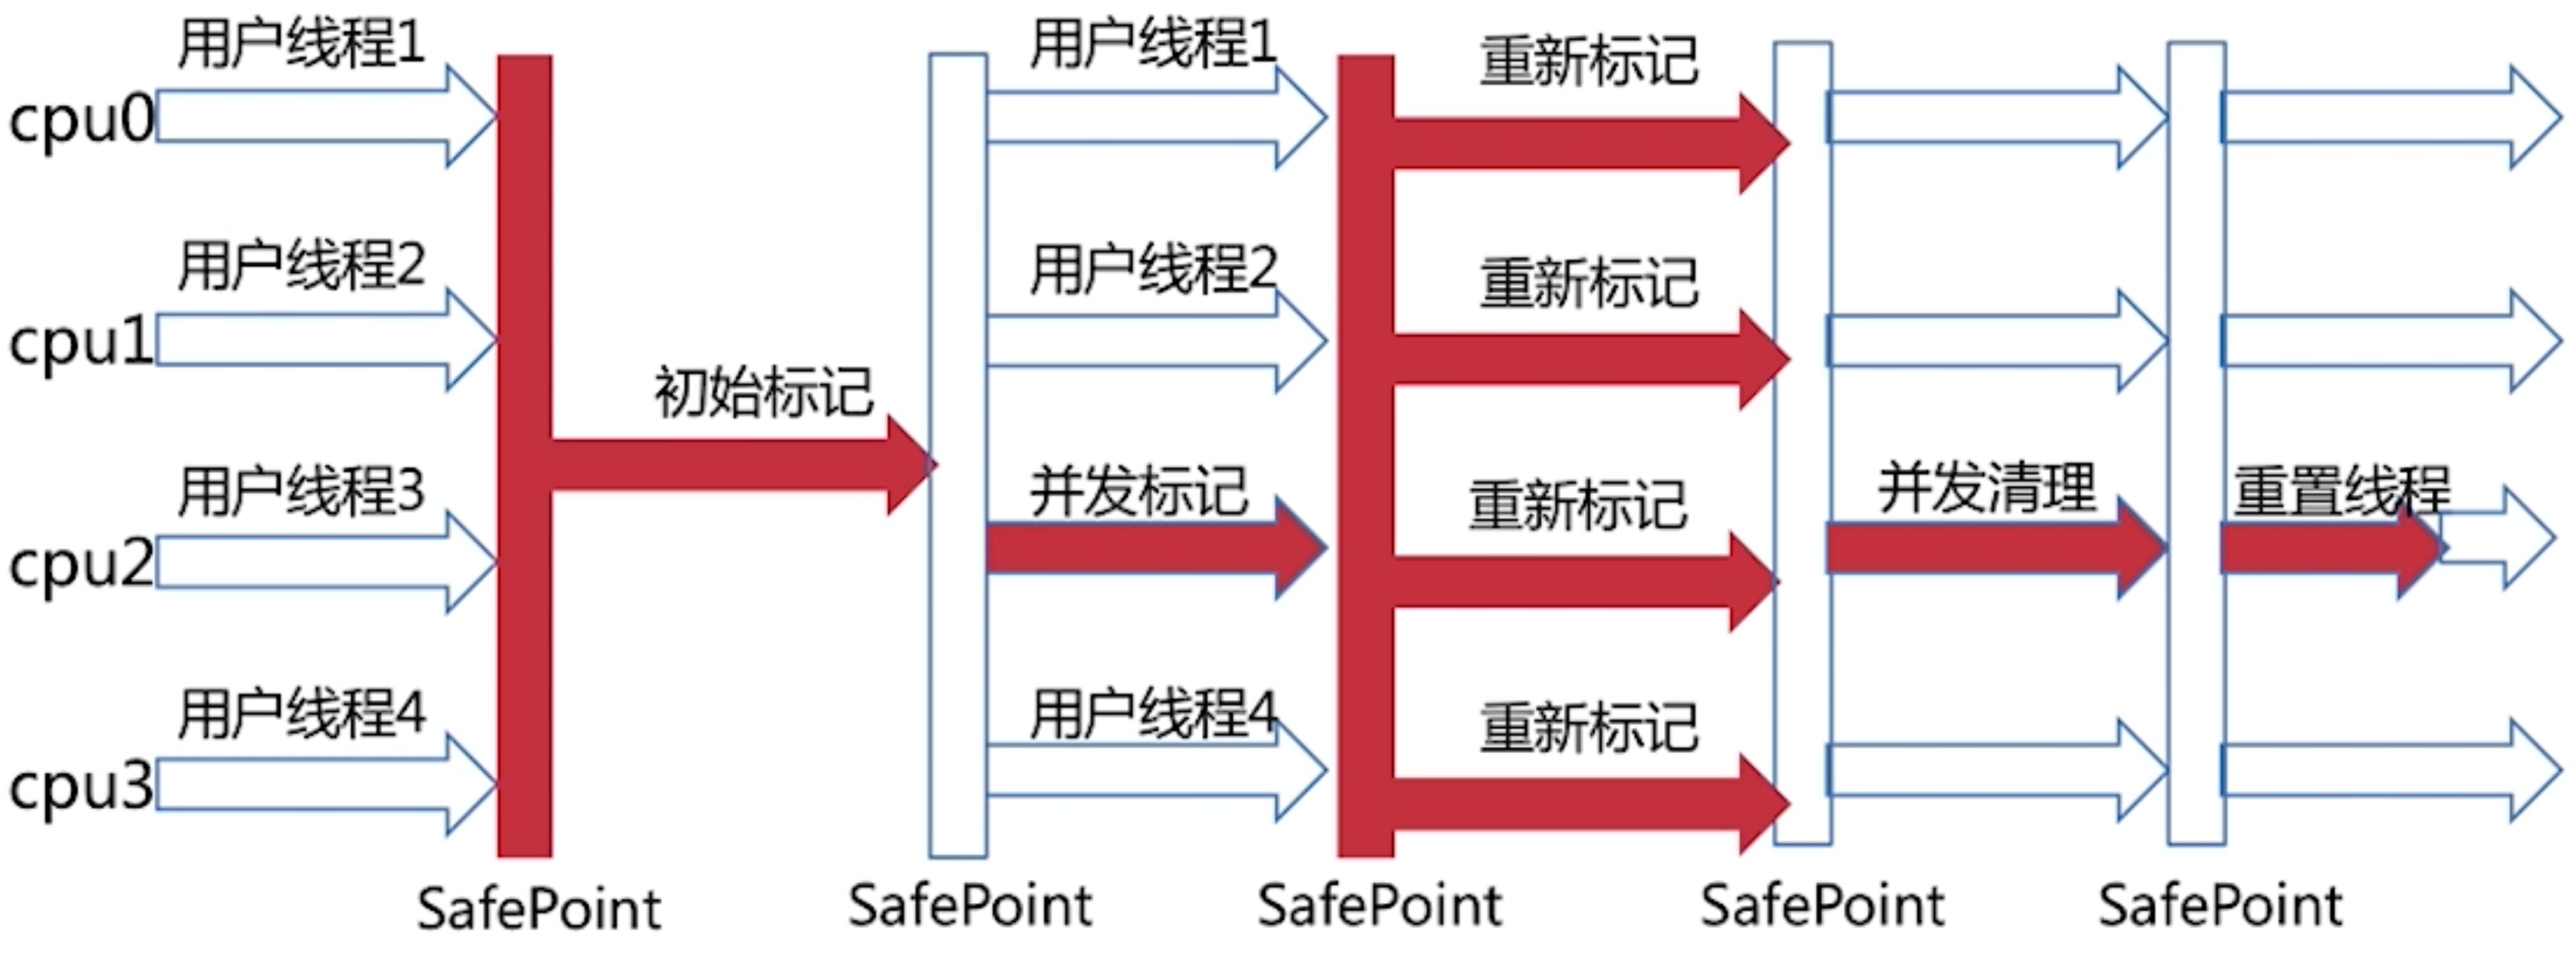 用户线程1
用户线程1
重新标记
cpu0
用户线程2
用户线程2
重新标记
cpu1
初始标记
用户线程3
并发标记
重新标记
并发清理
重置线程
cpu2
用户线程4
用户线程4
重新标记
cpu3
SafePoint
SafePoint
SafePoint
SafePoint
SafePoint